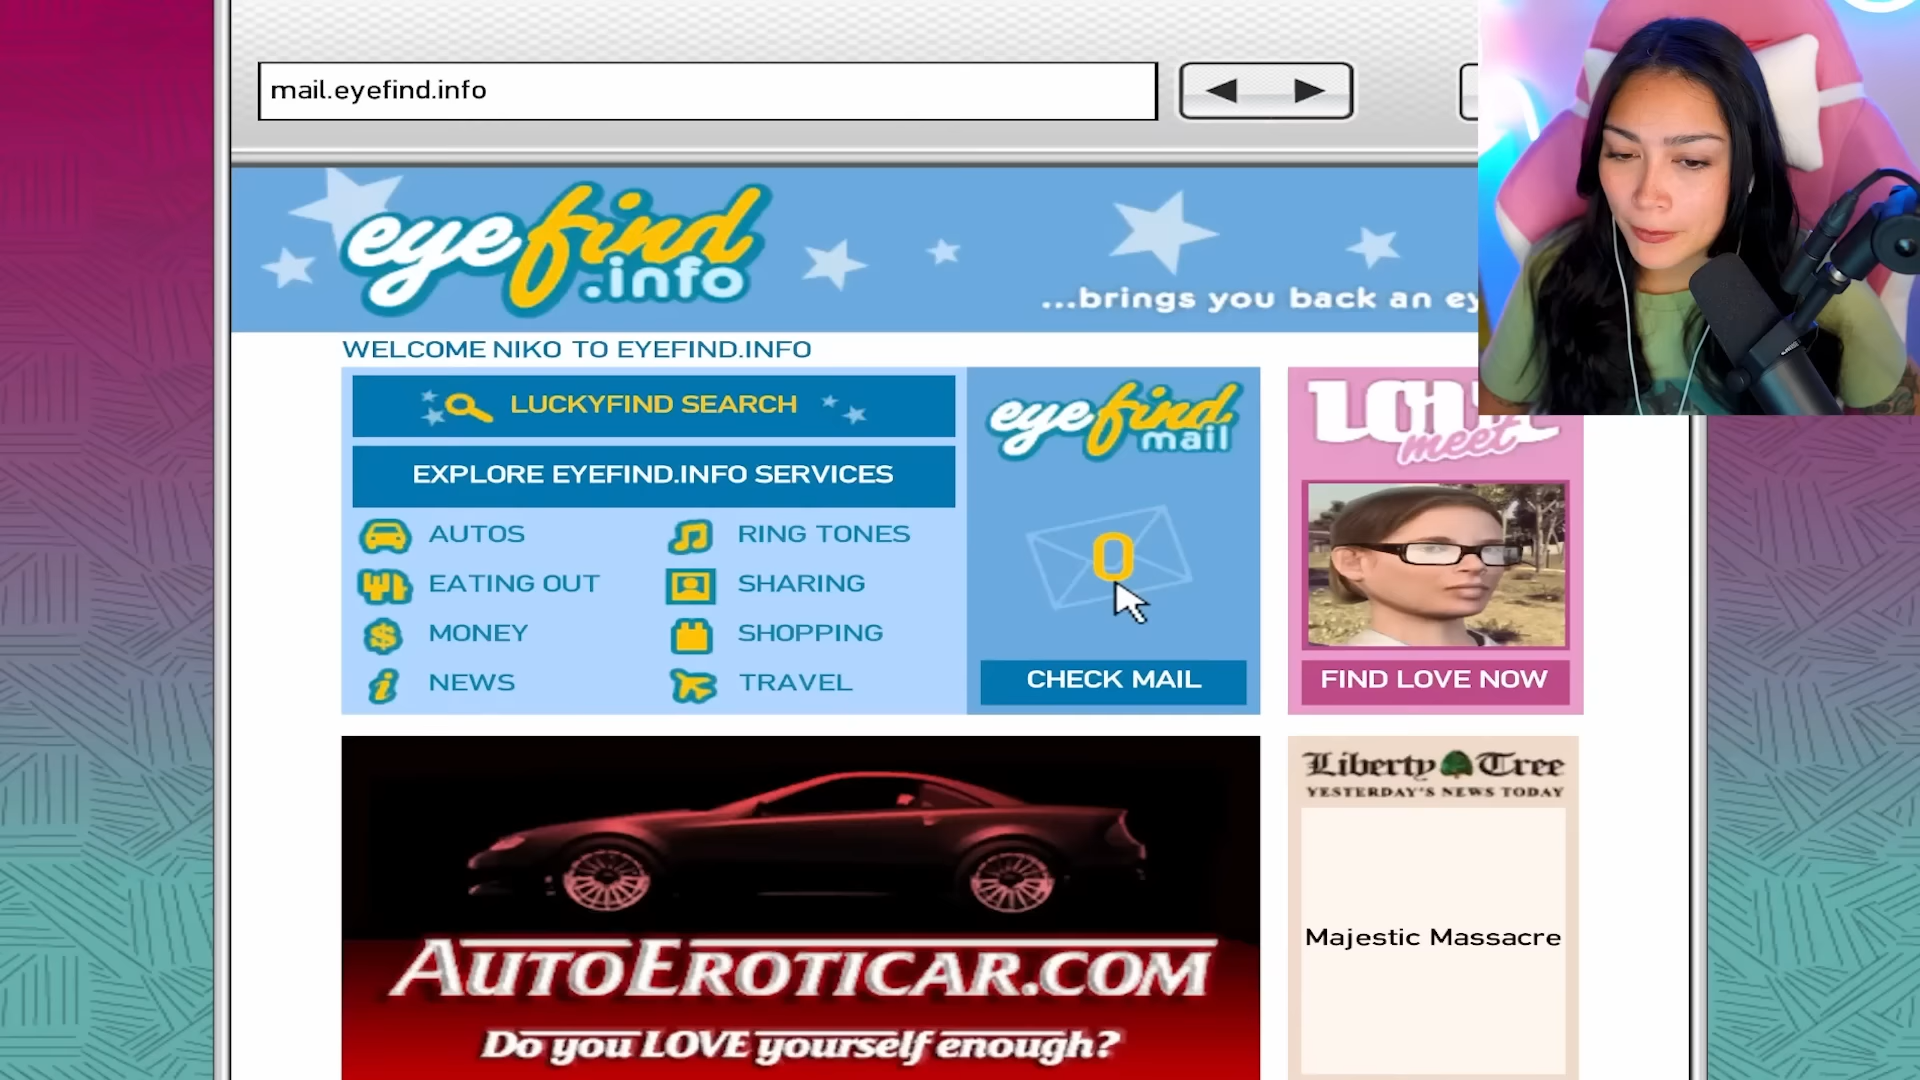 mail.eyefind.info
eyefind
.info
...brings you back an ey
WELCOME NIKO TO EYEFIND.INFO
LUCKYFIND SEARCH
EXPLORE EYEFIND.INFO SERVICES
AUTOS
RING TONES
EATING OUT
SHARING
MONEY
SHOPPING
NEWS
TRAVEL
eyefind
mail
0
CHECK MAIL
meet
FIND LOVE NOW
AUTOEROTICAR.COM
Do you LOVE yourself enough?
Liberty Tree
YESTERDAY'S NEWS TODAY
Majestic Massacre